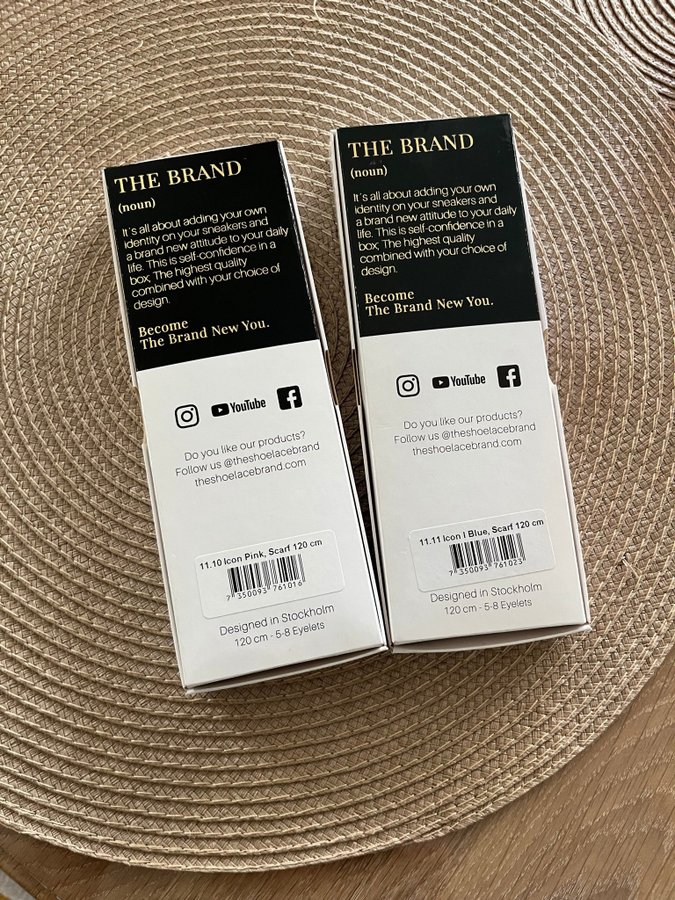 THE BRAND
(noun)
It´s all about adding your own
identity on your sneakers and
a brand new attitude to your daily
life. This is self-confidence in a
box; The highest quality
combined with your choice of
design.
Become
The Brand New You.
YouTube
Do you like our products?
Follow us @theshoelacebrand
theshoelacebrand.com
11.10 Icon Pink, Scarf 120 cm
7 350093 761016
Designed in Stockholm
120 cm - 5-8 Eyelets
THE BRAND
(noun)
It´s all about adding your own
identity on your sneakers and
a brand new attitude to your daily
life. This is self-confidence in a
box; The highest quality
combined with your choice of
design.
Become
The Brand New You.
YouTube
Do you like our products?
Follow us @theshoelacebrand
theshoelacebrand.com
11.11 Icon I Blue, Scarf 120 cm
7 350093 761023
Designed in Stockholm
120 cm - 5-8 Eyelets